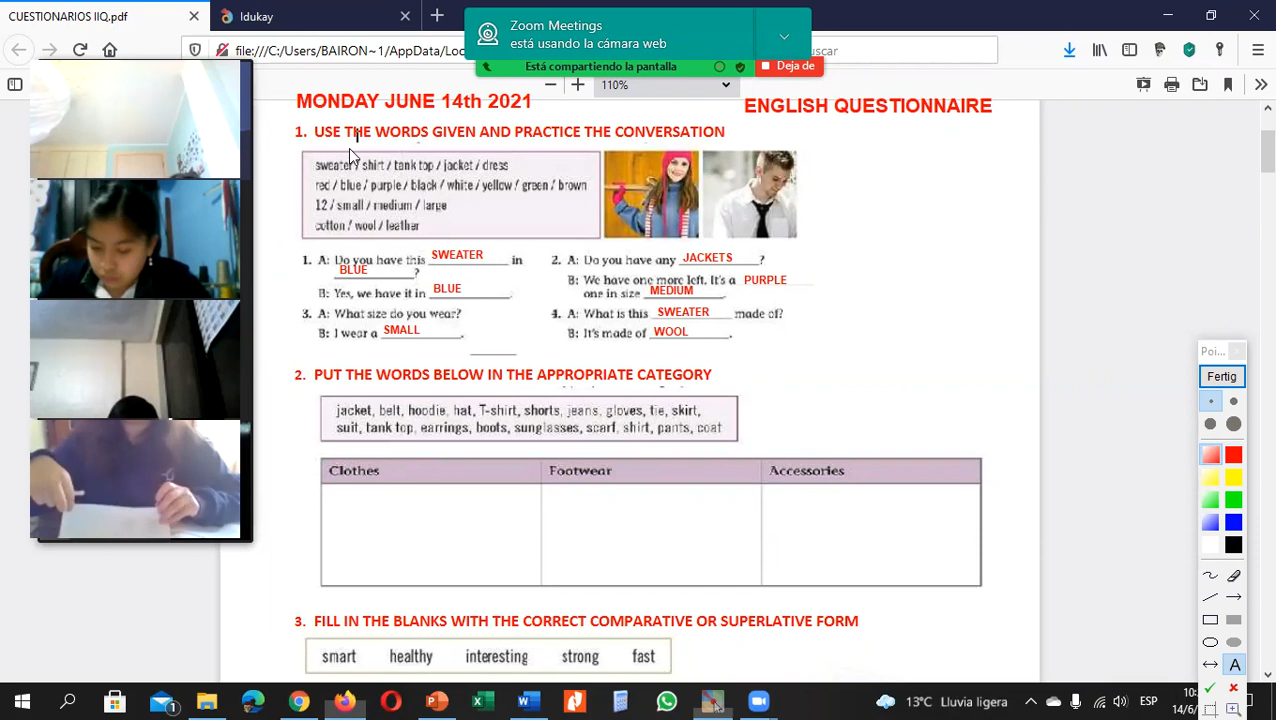 CUESTIONARIOS IIQ.pdf
Idukay
Zoom Meetings
está usando la cámara web
file:///C:/Users/BAIRON~1/AppData/Loc
uscar
Está compartiendo la pantalla
Deja de
110%
MONDAY JUNE 14th 2021
ENGLISH QUESTIONNAIRE
1. USE THE WORDS GIVEN AND PRACTICE THE CONVERSATION
sweater / shirt / tank top / jacket / dress
red / blue / purple / black / white / yellow / green / brown
12 / small / medium / large
cotton / wool / leather
1. A: Do you have this SWEATER in
BLUE ?
B: Yes, we have it in BLUE .
2. A: Do you have any JACKETS ?
B: We have one more left. It's a PURPLE
one in size MEDIUM .
3. A: What size do you wear?
B: I wear a SMALL .
4. A: What is this SWEATER made of?
B: It's made of WOOL .
2. PUT THE WORDS BELOW IN THE APPROPRIATE CATEGORY
jacket, belt, hoodie, hat, T-shirt, shorts, jeans, gloves, tie, skirt,
suit, tank top, earrings, boots, sunglasses, scarf, shirt, pants, coat
Clothes Footwear Accessories
3. FILL IN THE BLANKS WITH THE CORRECT COMPARATIVE OR SUPERLATIVE FORM
smart healthy interesting strong fast
Poi...
Fertig
A
1
13°C Lluvia ligera
ESP
10:
14/6/